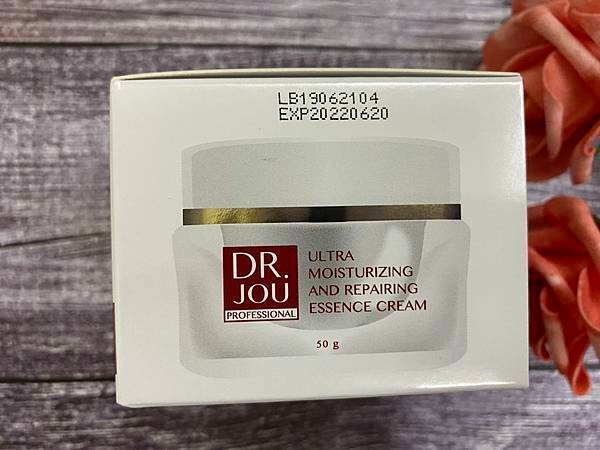 LB19062104
EXP20220620
DR.
JOU
PROFESSIONAL
ULTRA
MOISTURIZING
AND REPAIRING
ESSENCE CREAM
50 g